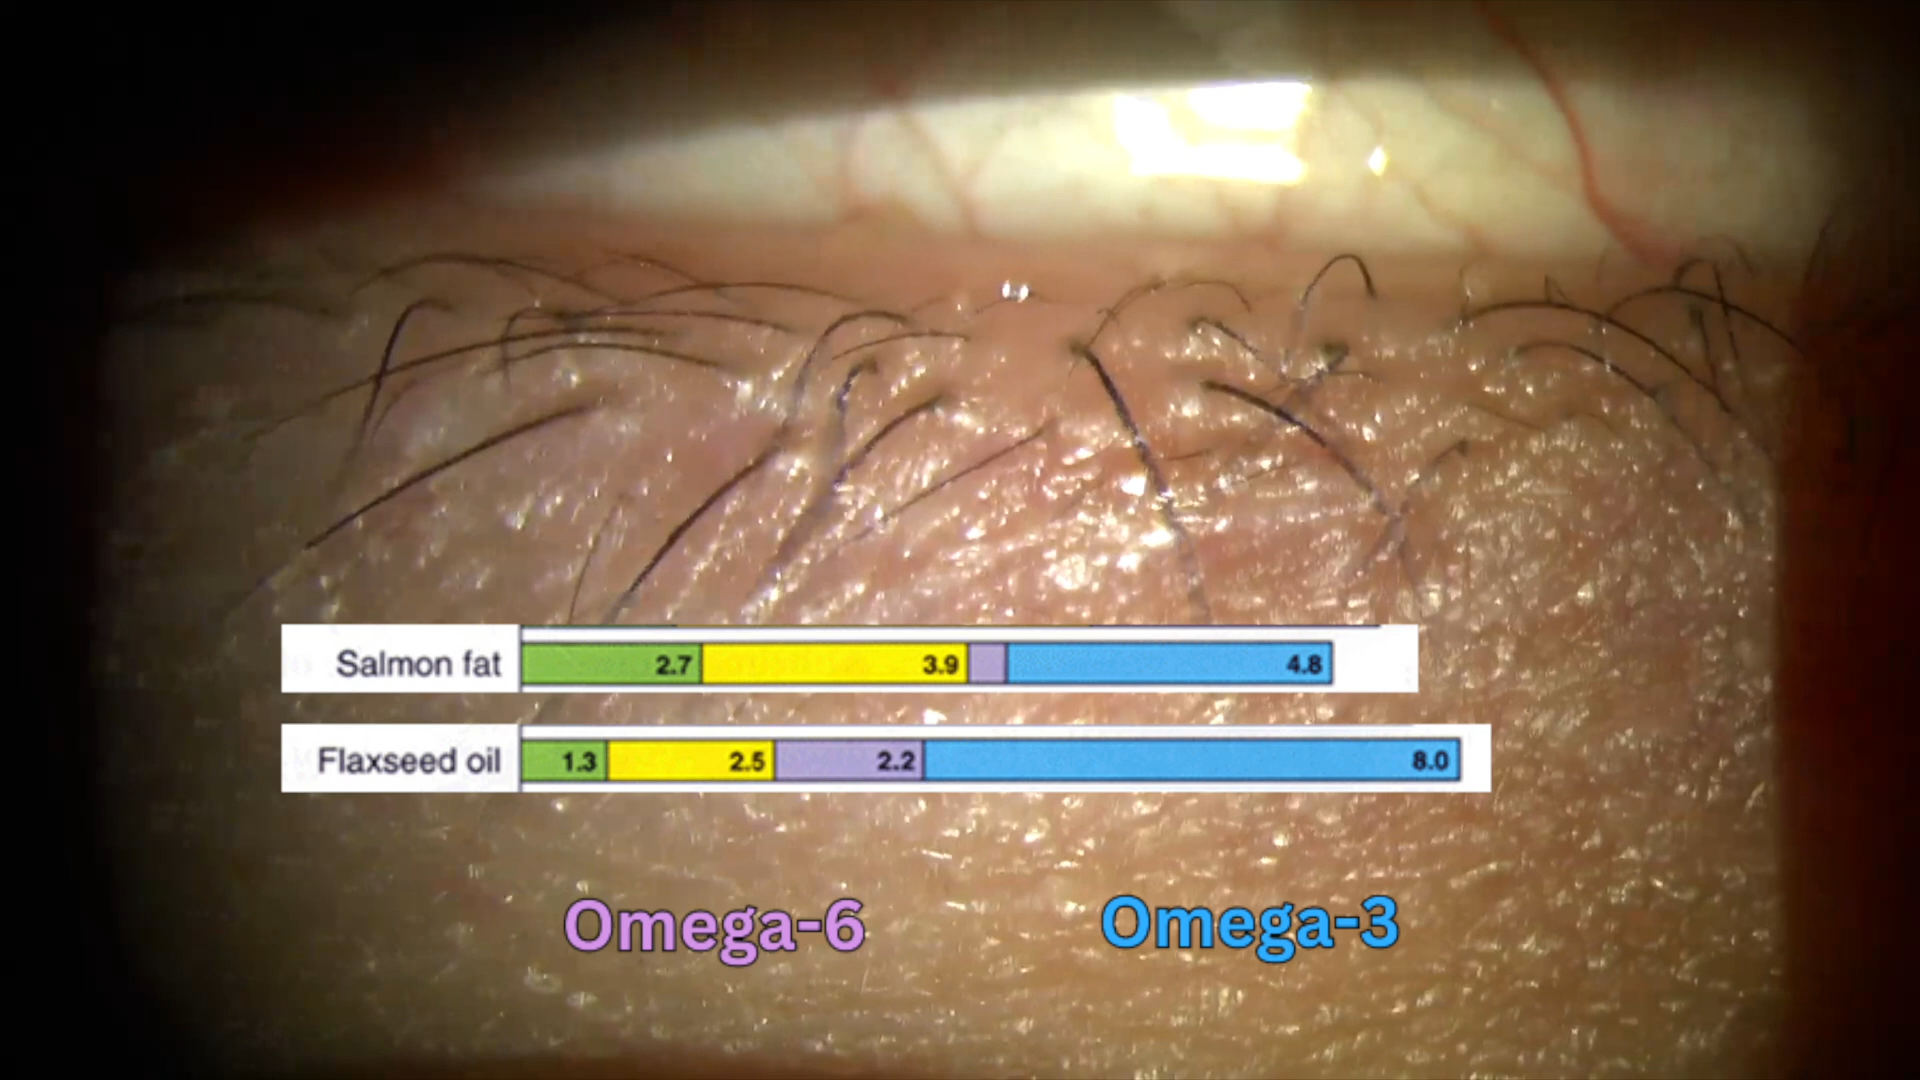 Salmon fat 2.7 3.9 4.8
Flaxseed oil 1.3 2.5 2.2 8.0
Omega-6 Omega-3